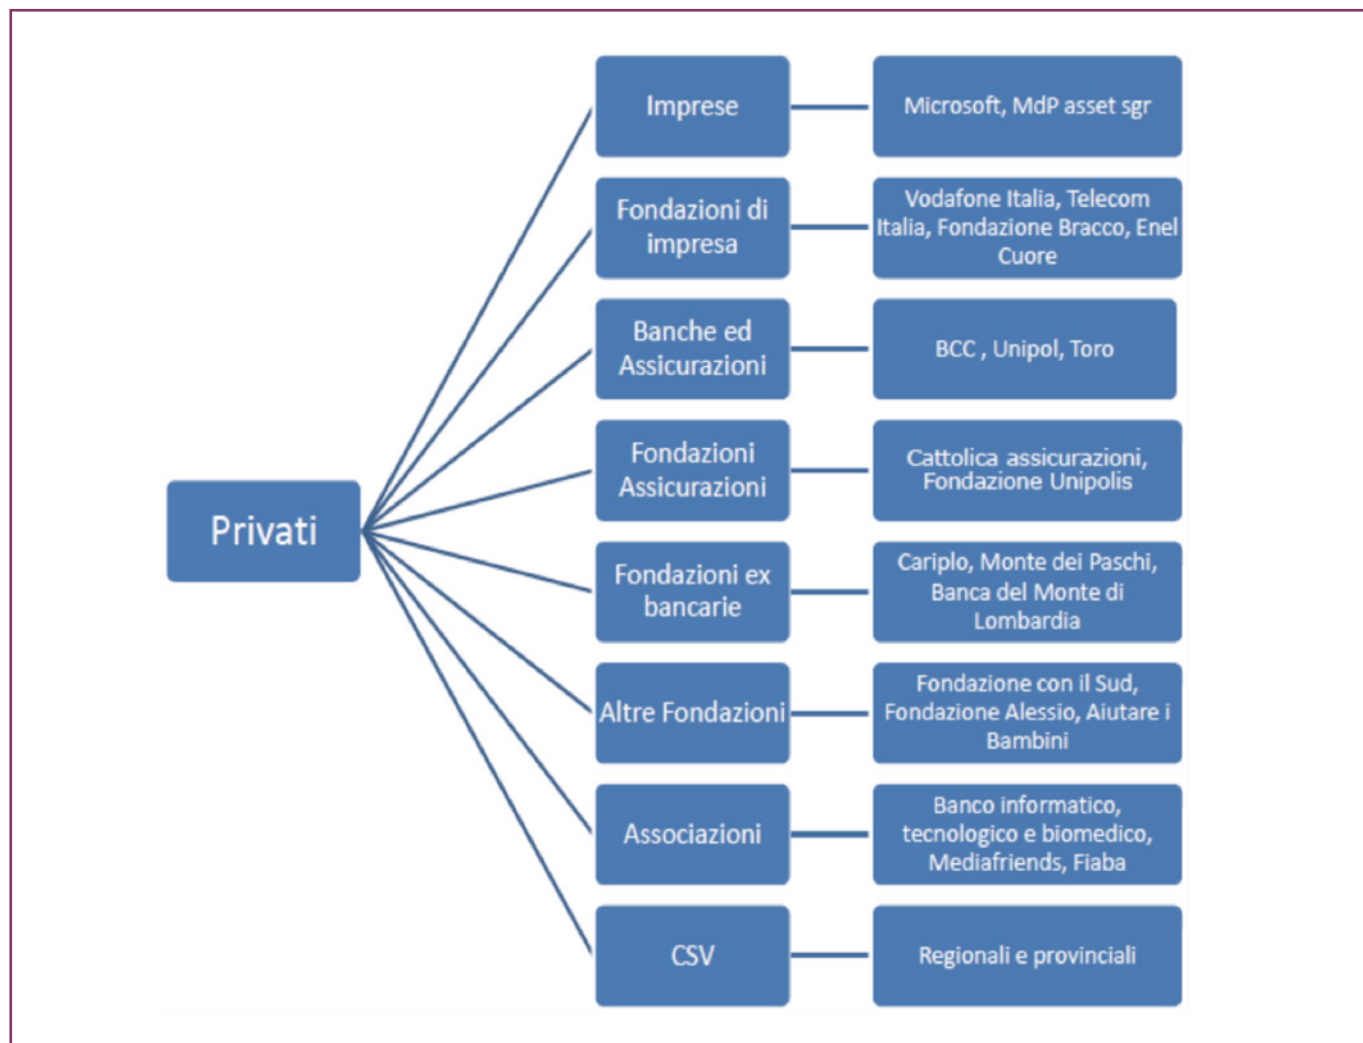 Privati
Imprese
Microsoft, MdP asset sgr
Fondazioni di
impresa
Vodafone Italia, Telecom
Italia, Fondazione Bracco, Enel
Cuore
Banche ed
Assicurazioni
BCC , Unipol, Toro
Fondazioni
Assicurazioni
Cattolica assicurazioni,
Fondazione Unipolis
Fondazioni ex
bancarie
Cariplo, Monte dei Paschi,
Banca del Monte di
Lombardia
Altre Fondazioni
Fondazione con il Sud,
Fondazione Alessio, Aiutare i
Bambini
Associazioni
Banco informatico,
tecnologico e biomedico,
Mediafriends, Fiaba
CSV
Regionali e provinciali